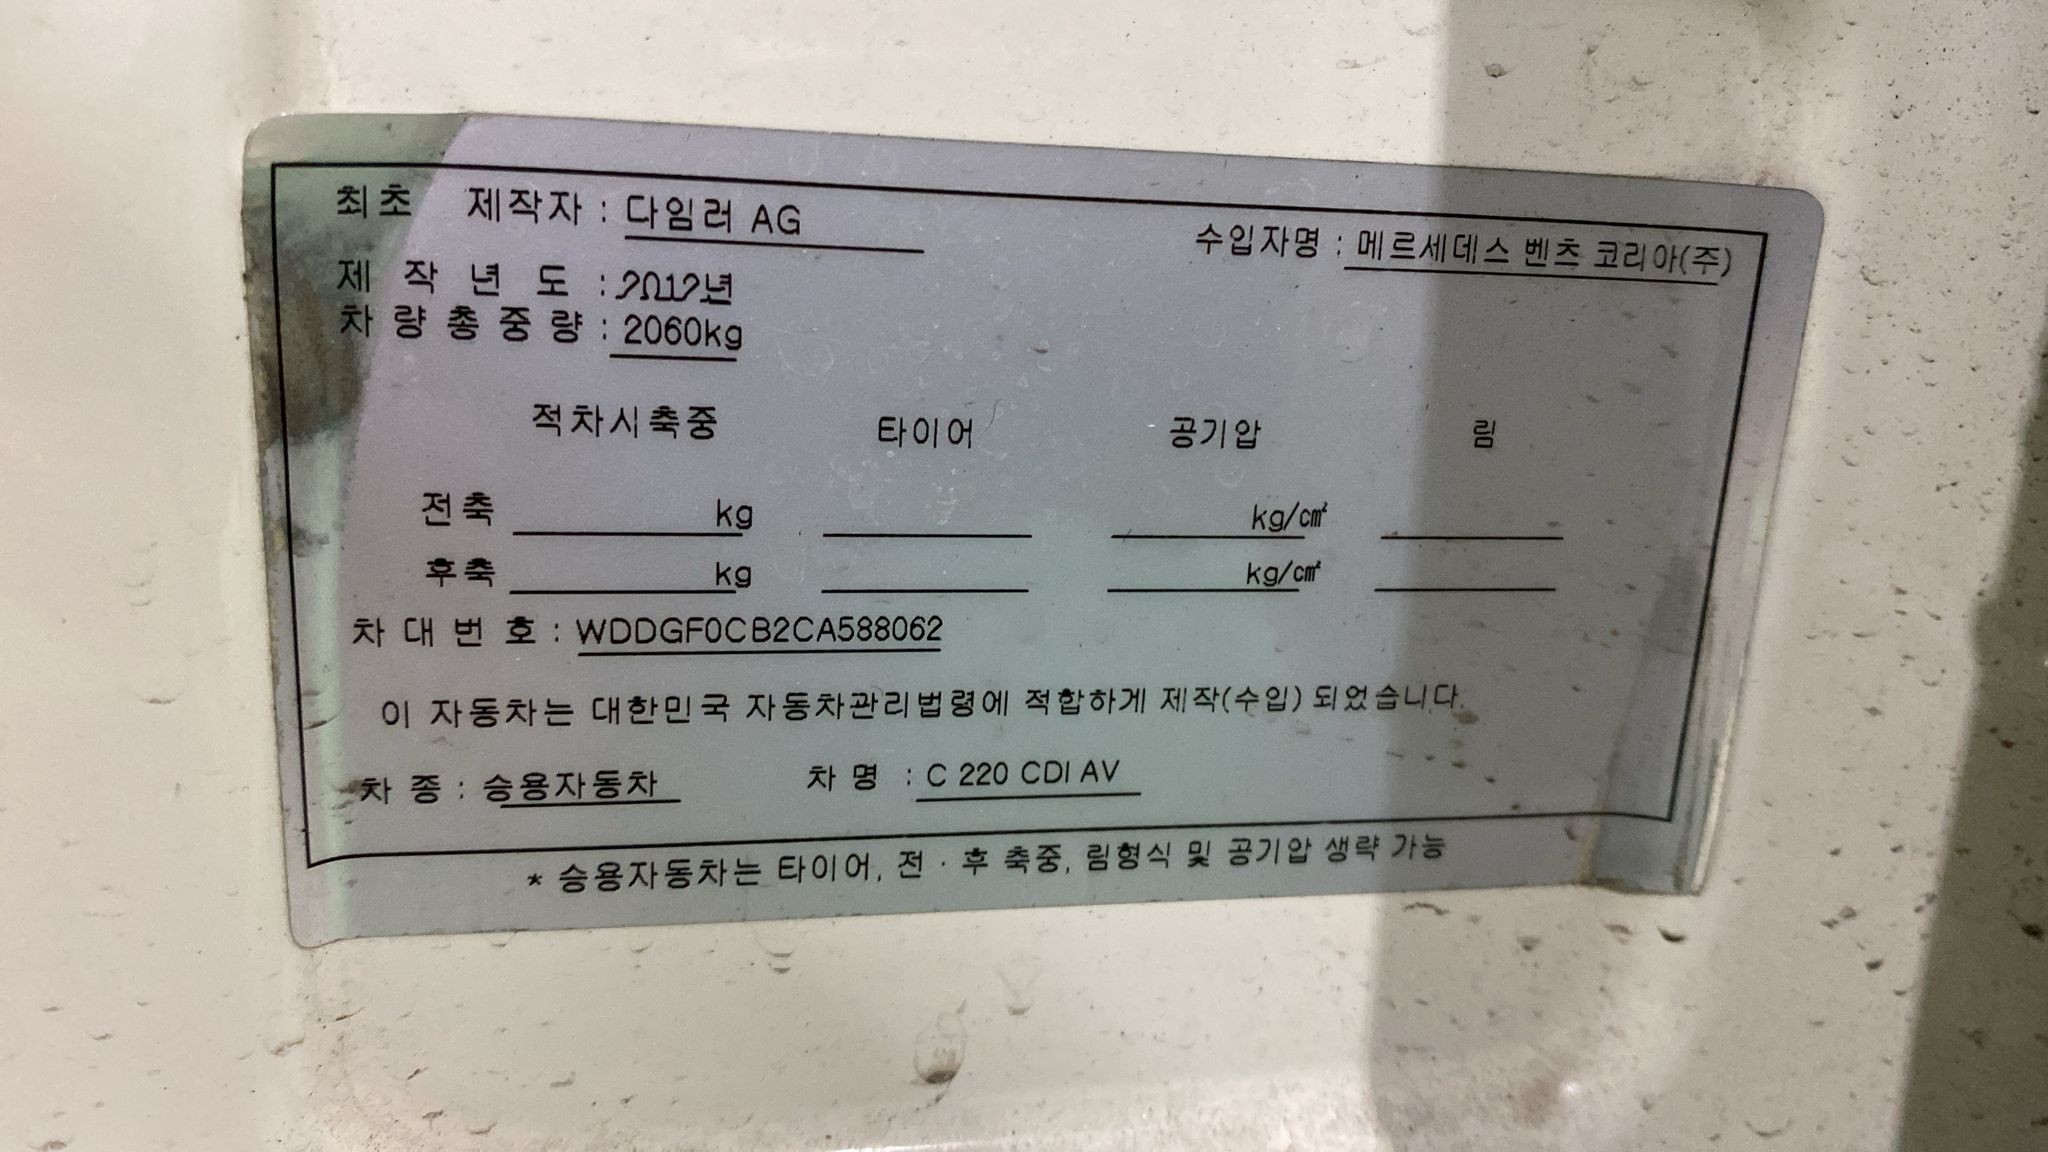 최초 제작자 : 다임러 AG
수입자명 : 메르세데스 벤츠 코리아(주)
제 작 년 도 : 2012년
차 량 총 중 량 : 2060kg
적차시축중 타이어 공기압 림
전축 kg kg/㎠
후축 kg kg/㎠
차 대 번 호 : WDDGF0CB2CA588062
이 자동차는 대한민국 자동차관리법령에 적합하게 제작(수입) 되었습니다.
차 종 : 승용자동차 차 명 : C 220 CDI AV
* 승용자동차는 타이어, 전 · 후 축중, 림형식 및 공기압 생략 가능